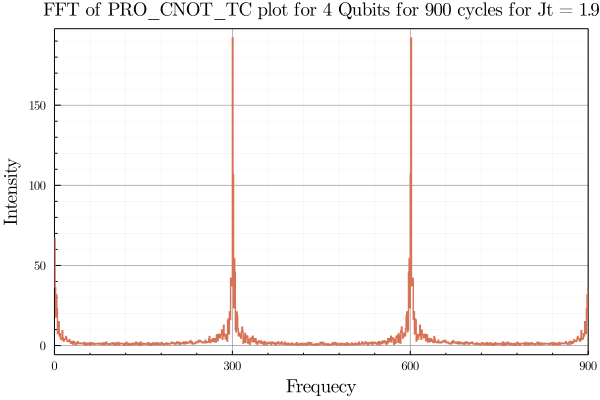 FFT of PRO_CNOT_TC plot for 4 Qubits for 900 cycles for Jt = 1.9
Intensity
150
100
50
0
0 300 600 900
Frequecy